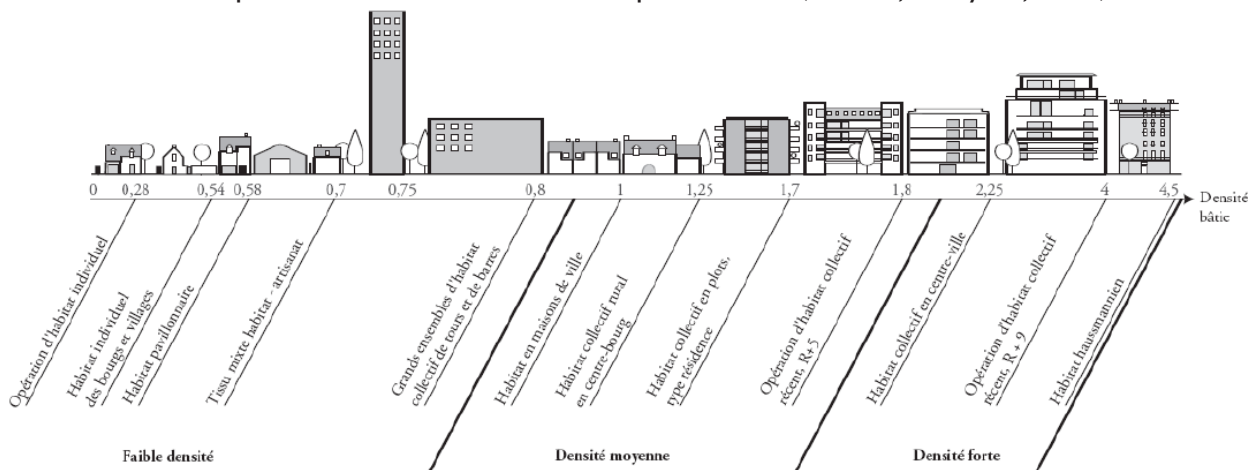 0
0,28
0,54
0,58
0,7
0,75
0,8
1
1,25
1,7
1,8
2,25
4
4,5
Densité
bâtie
Opération d'habitat individuel
Habitat individuel
des bourgs et villages
Habitat pavillonnaire
Tissu mixte habitat - artisanat
Grands ensembles d'habitat
collectif de tours et de barres
Habitat en maisons de ville
Habitat collectif rural
en centre-bourg
Habitat collectif en plots,
type résidence
Opération d'habitat collectif
récent, R+5
Habitat collectif en centre-ville
Opération d'habitat collectif
récent, R + 9
Habitat haussmannien
Faible densité
Densité moyenne
Densité forte